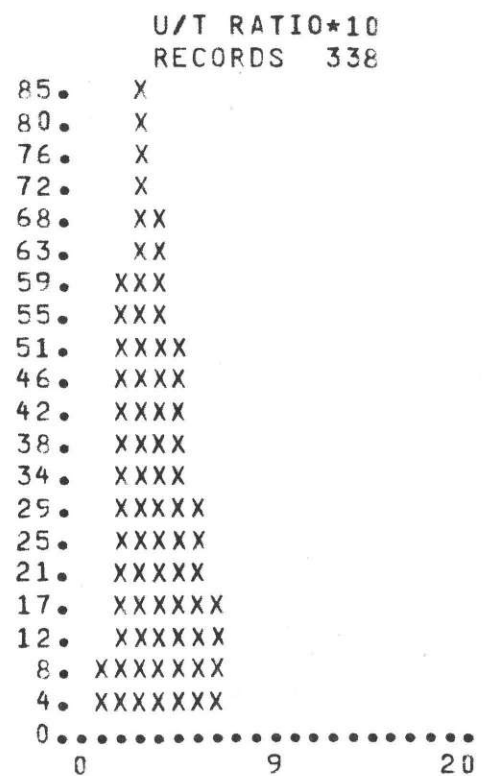 U/T RATIO*10
RECORDS 338
85. X
80. X
76. X
72. X
68. XX
63. XX
59. XXX
55. XXX
51. XXXX
46. XXXX
42. XXXX
38. XXXX
34. XXXX
29. XXXXX
25. XXXXX
21. XXXXX
17. XXXXXX
12. XXXXXX
8. XXXXXXX
4. XXXXXXX
0......................
0 9 20